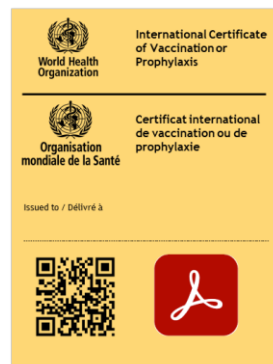 World Health
Organization
International Certificate
of Vaccination or
Prophylaxis
Organisation
mondiale de la Santé
Certificat international
de vaccination ou de
prophylaxie
Issued to / Délivré à